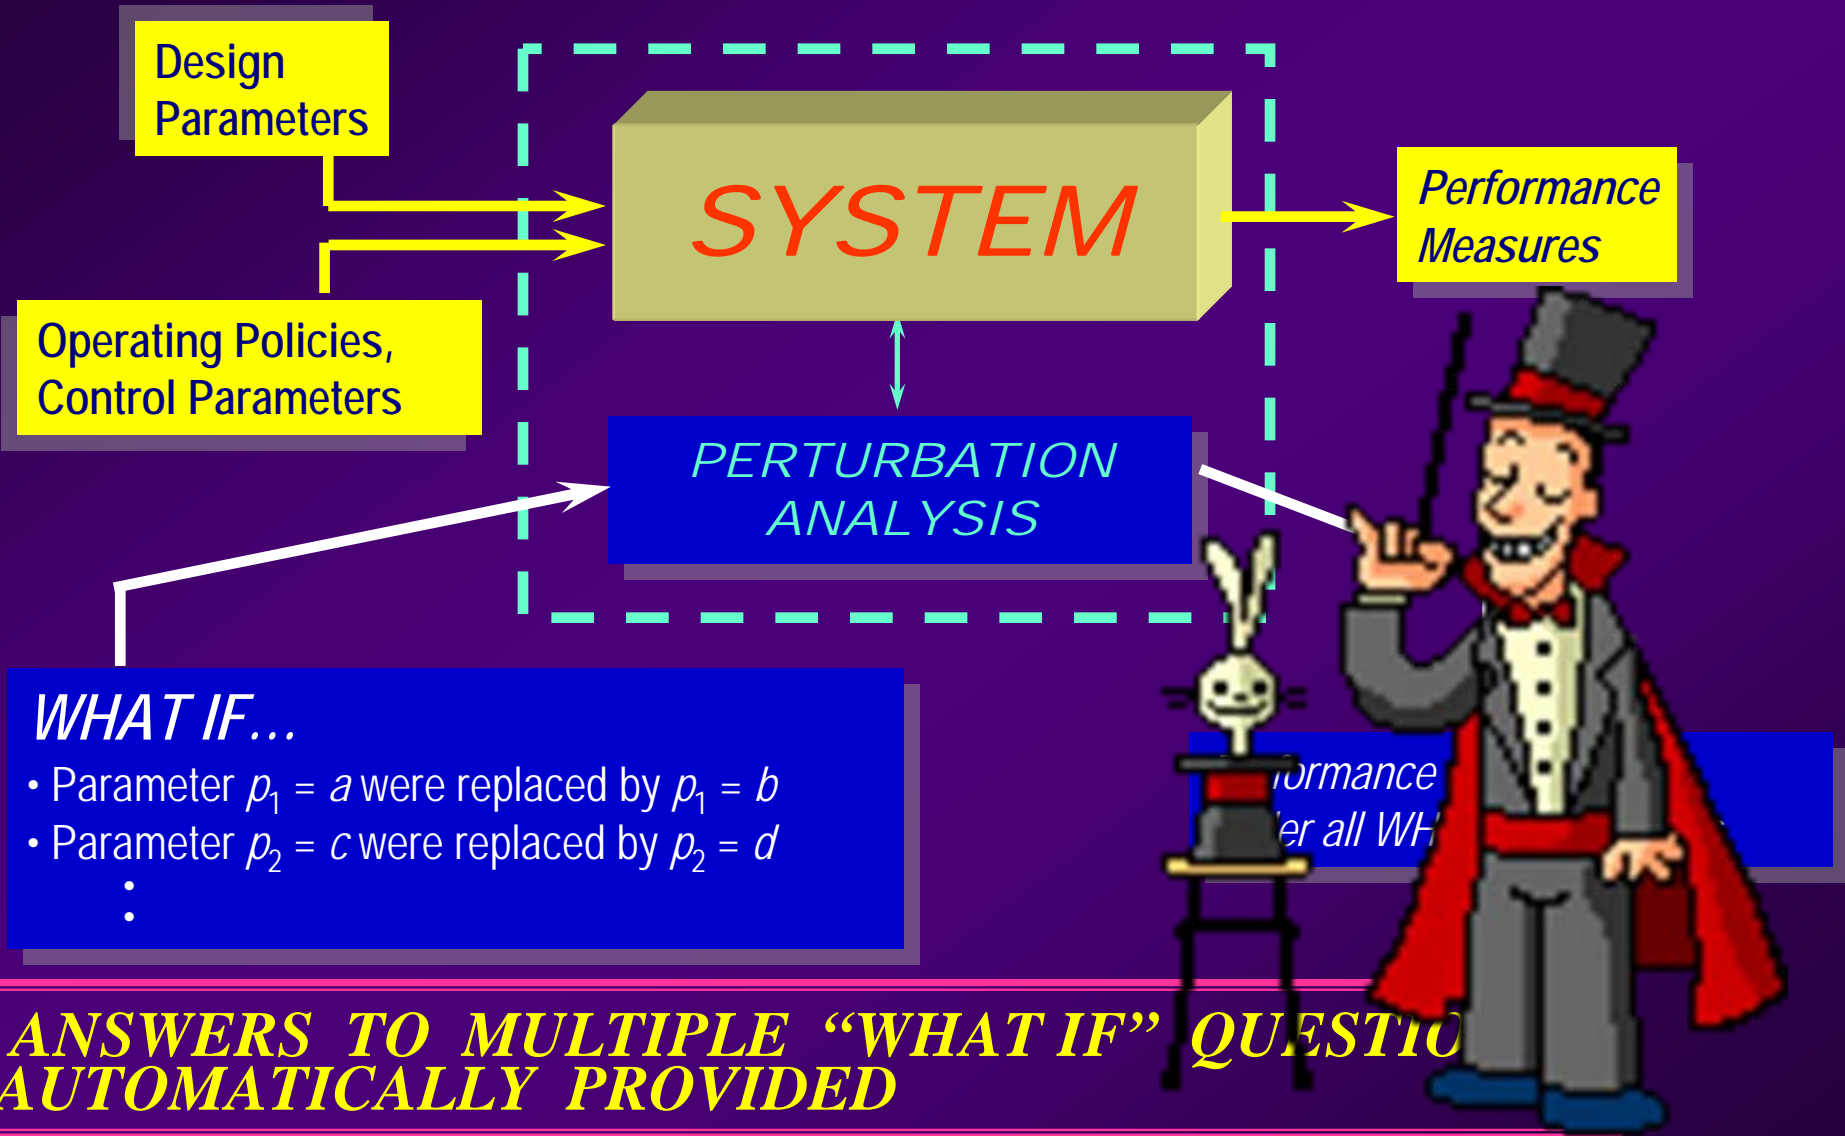 Design
Parameters
SYSTEM
Performance
Measures
Operating Policies,
Control Parameters
PERTURBATION
ANALYSIS
WHAT IF…
• Parameter p₁ = a were replaced by p₁ = b
• Parameter p₂ = c were replaced by p₂ = d
•
•
all
ANSWERS TO MULTIPLE “WHAT IF”
AUTOMATICALLY PROVIDED